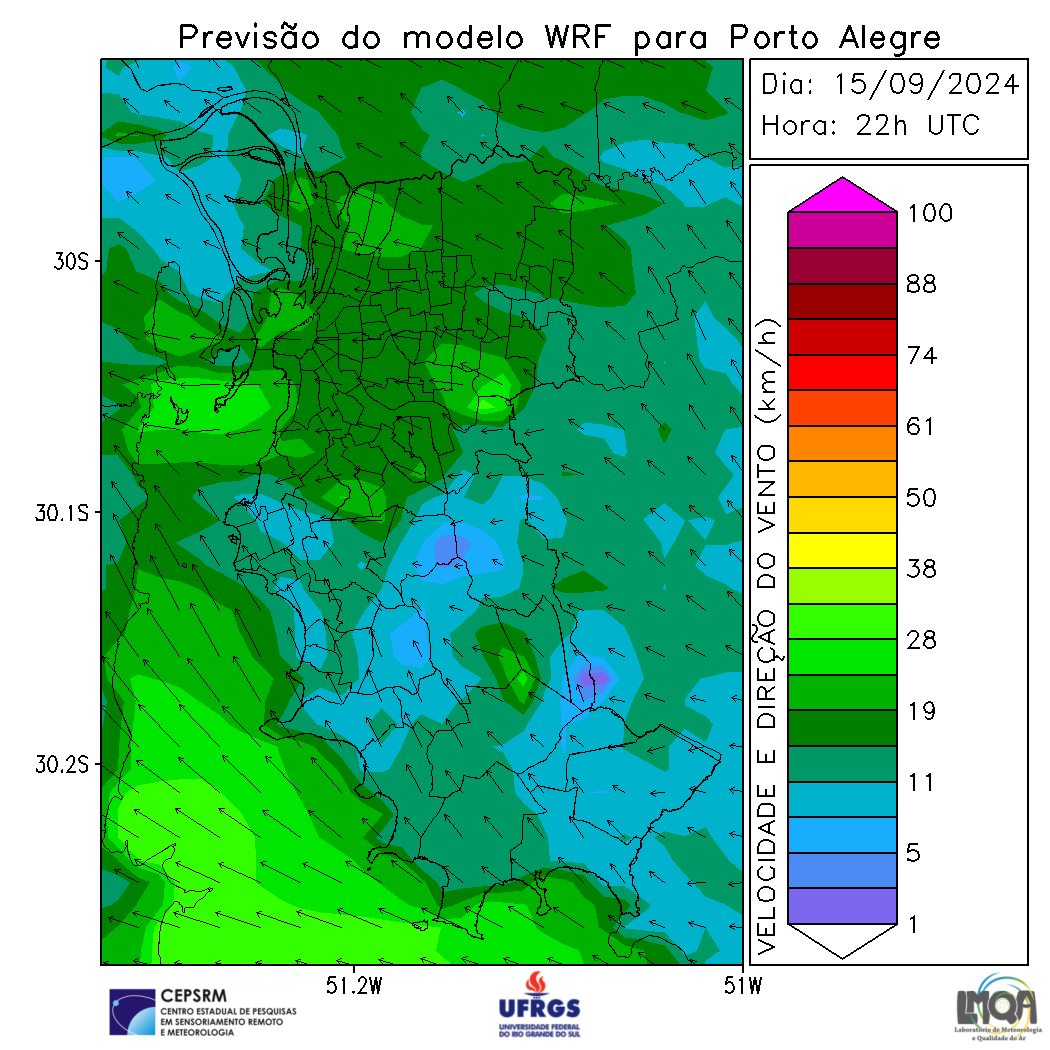 Previsão do modelo WRF para Porto Alegre
Dia: 15/09/2024
Hora: 22h UTC
30S
30.1S
30.2S
51.2W
51W
VELOCIDADE E DIREÇÃO DO VENTO (km/h)
100
88
74
61
50
38
28
19
11
5
1
CEPSRM
CENTRO ESTADUAL DE PESQUISAS
EM SENSORIAMENTO REMOTO
E METEOROLOGIA
UFRGS
UNIVERSIDADE FEDERAL
DO RIO GRANDE DO SUL
LMQA
Laboratório de Meteorologia
e Qualidade do Ar